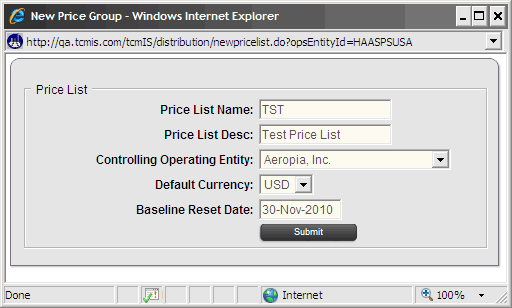 New Price Group - Windows Internet Explorer
http://qa.tcmis.com/tcmIS/distribution/newpricelist.do?opsEntityId=HAASPSUSA
Price List
Price List Name: TST
Price List Desc: Test Price List
Controlling Operating Entity: Aeropia, Inc.
Default Currency: USD
Baseline Reset Date: 30-Nov-2010
Submit
Done Internet 100%